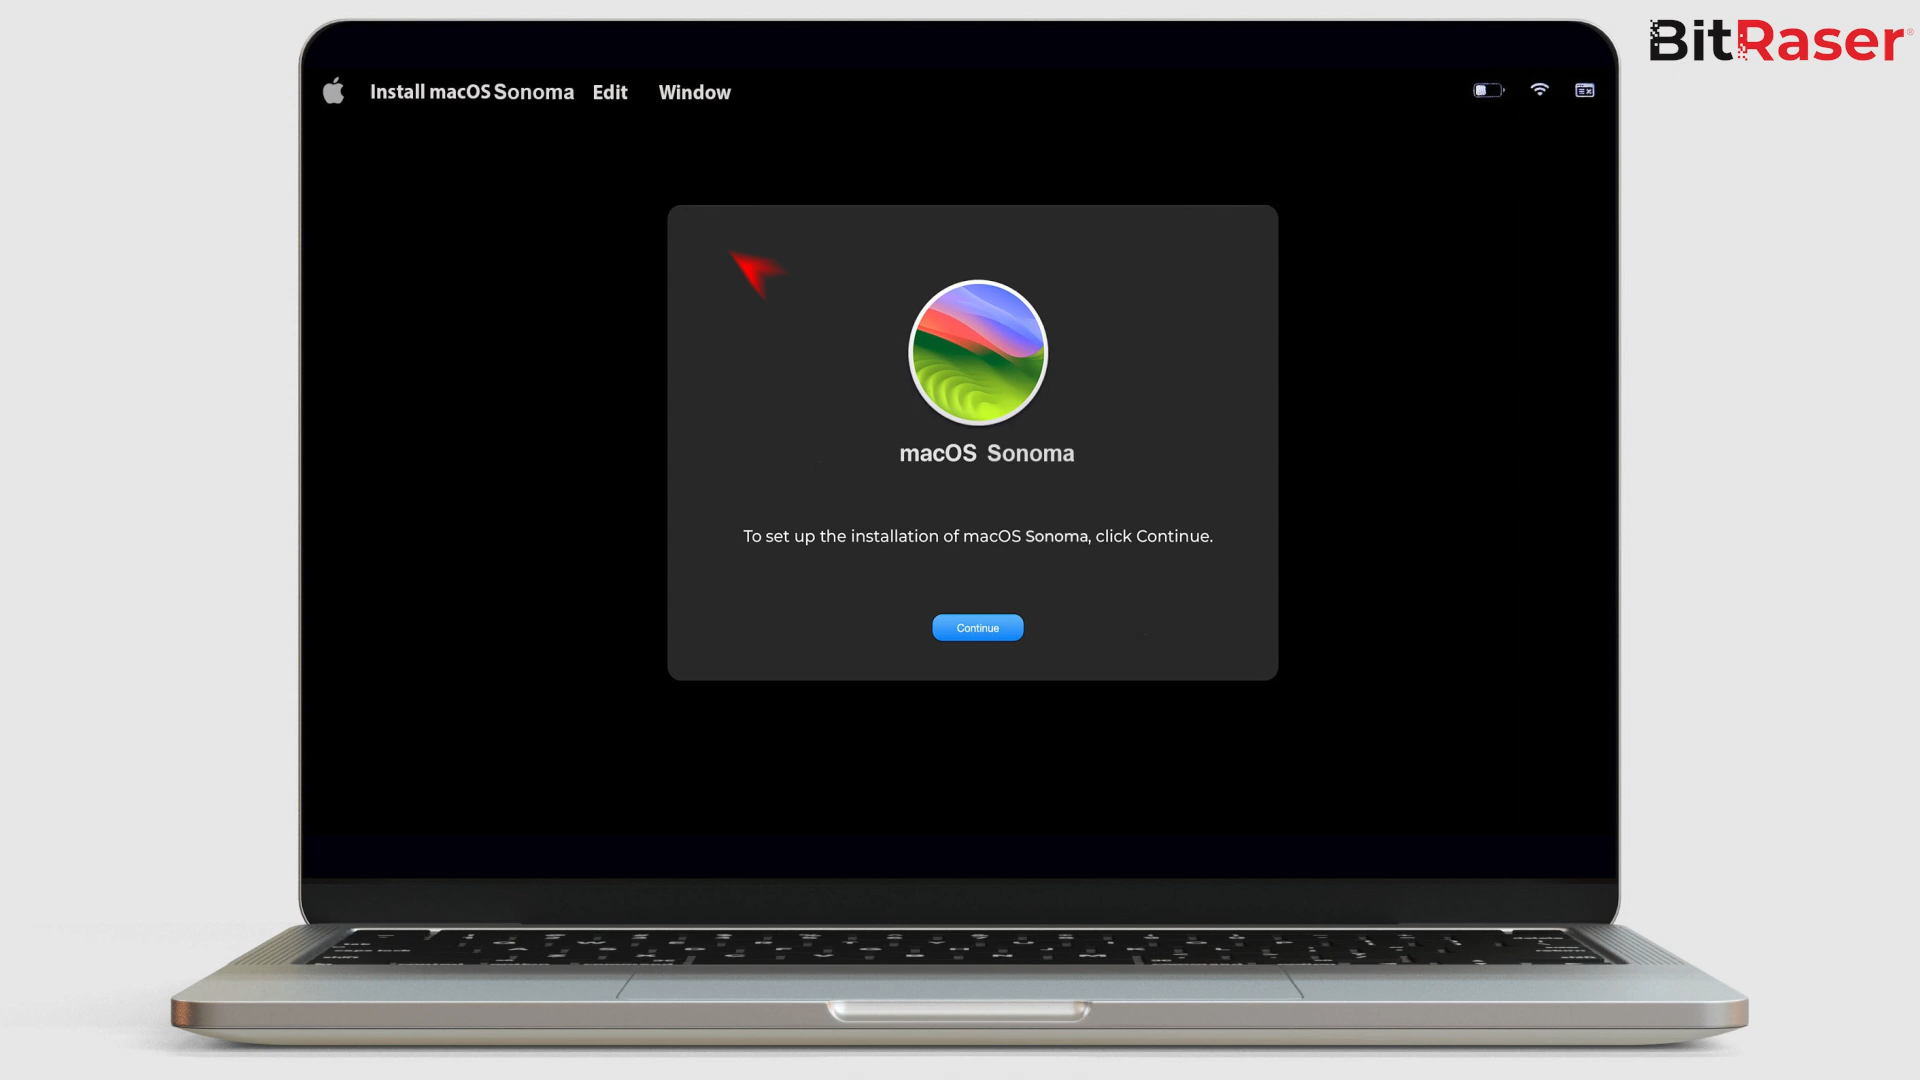 BitRaser®
Install macOS Sonoma Edit Window
macOS Sonoma
To set up the installation of macOS Sonoma, click Continue.
Continue